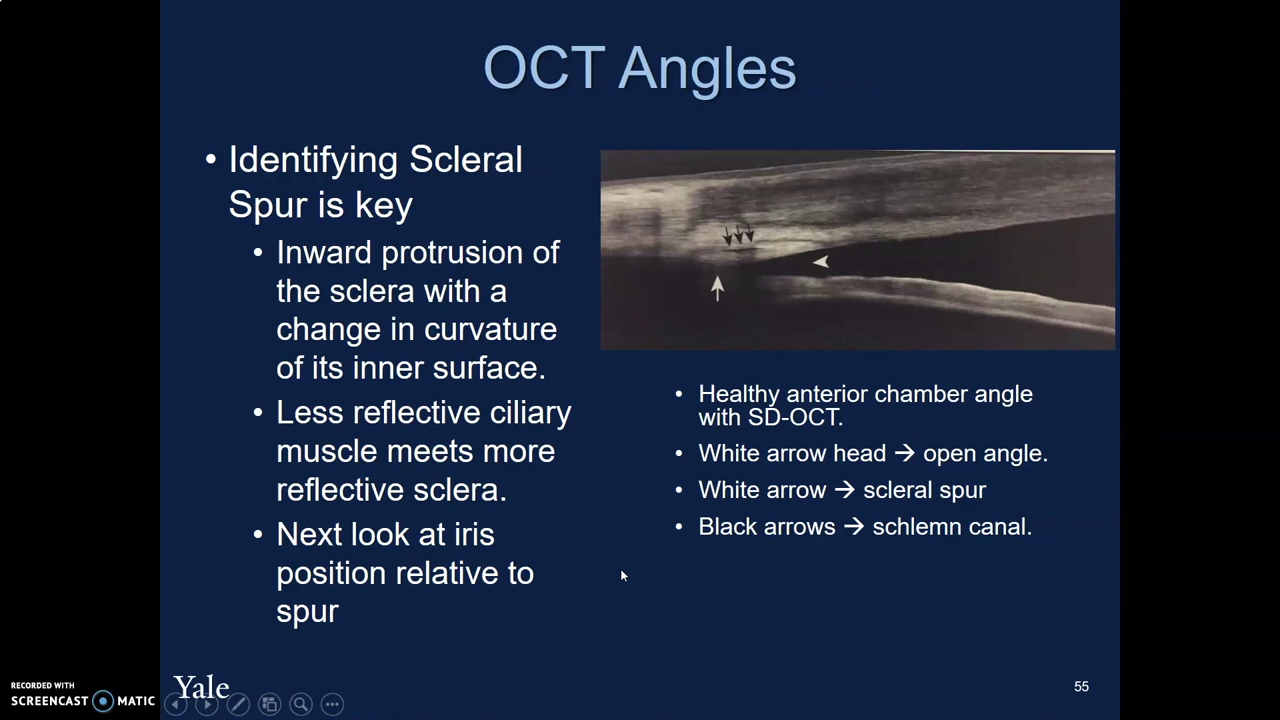 OCT Angles
• Identifying Scleral
Spur is key
• Inward protrusion of
the sclera with a
change in curvature
of its inner surface.
• Less reflective ciliary
muscle meets more
reflective sclera.
• Next look at iris
position relative to
spur
• Healthy anterior chamber angle
with SD-OCT.
• White arrow head → open angle.
• White arrow → scleral spur
• Black arrows → schlemn canal.
RECORDED WITH
SCREENCAST MATIC
Yale
55